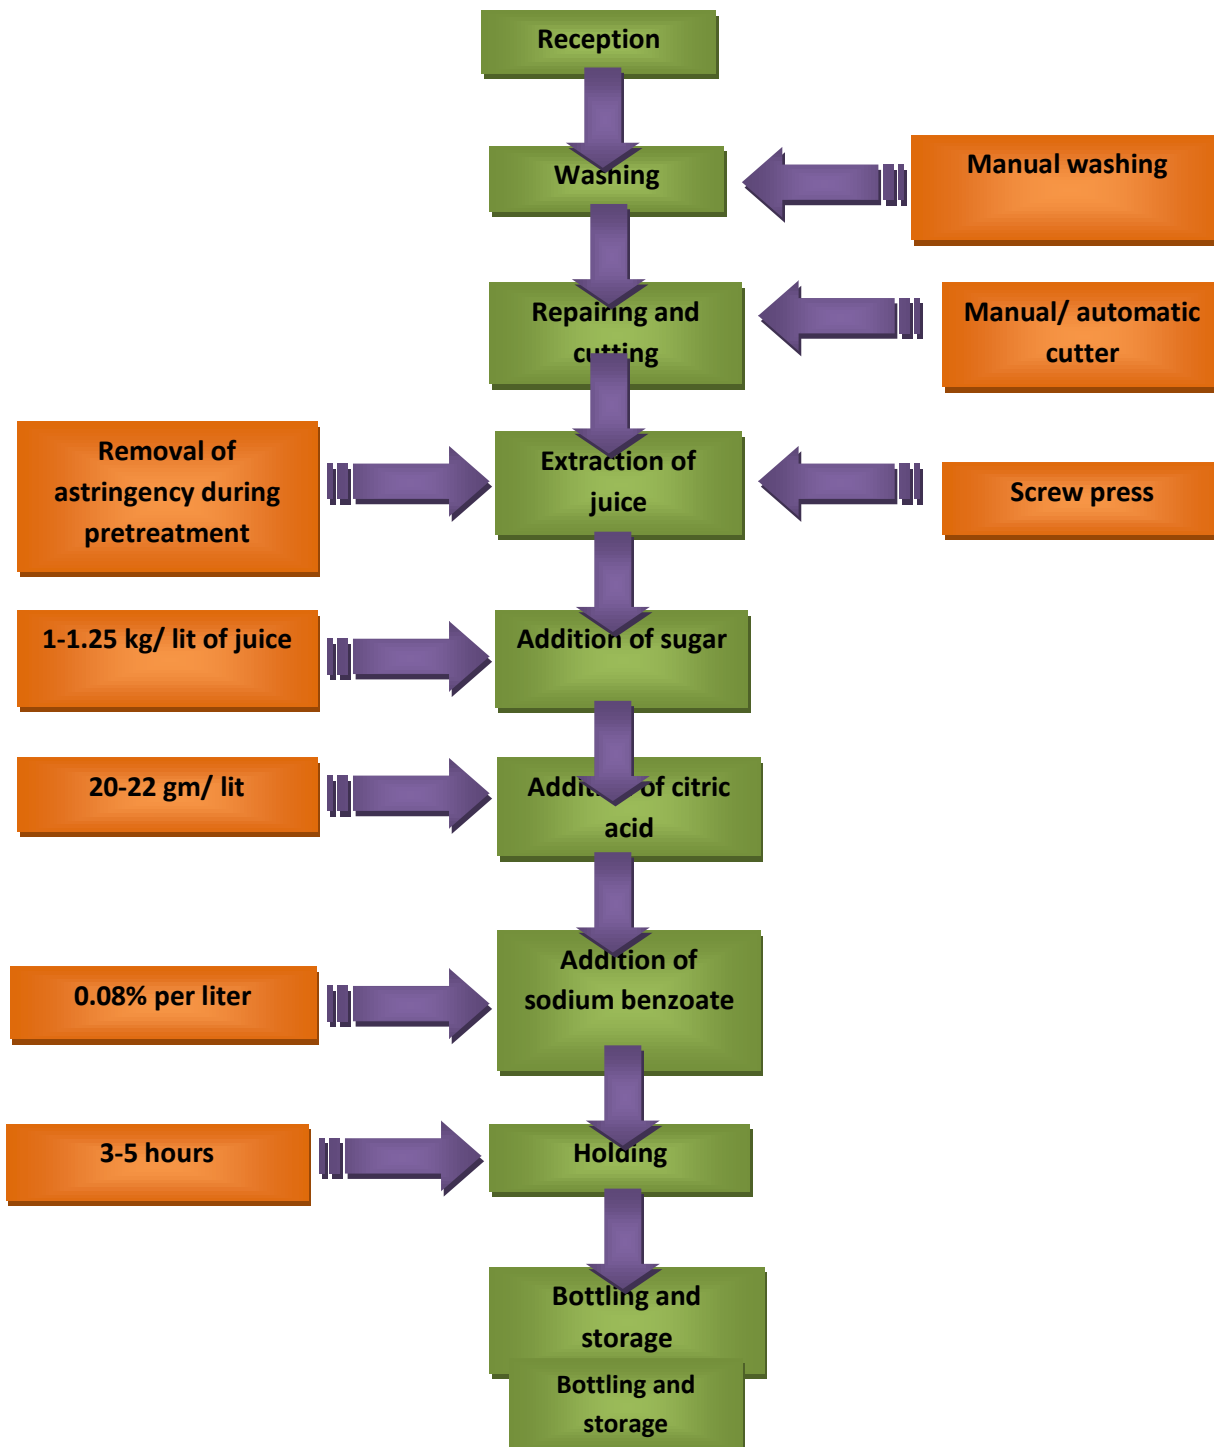 Reception
Washing
Manual washing
Repairing and
cutting
Manual/ automatic
cutter
Removal of
astringency during
pretreatment
Extraction of
juice
Screw press
1-1.25 kg/ lit of juice
Addition of sugar
20-22 gm/ lit
Addition of citric
acid
0.08% per liter
Addition of
sodium benzoate
3-5 hours
Holding
Bottling and
storage
Bottling and
storage